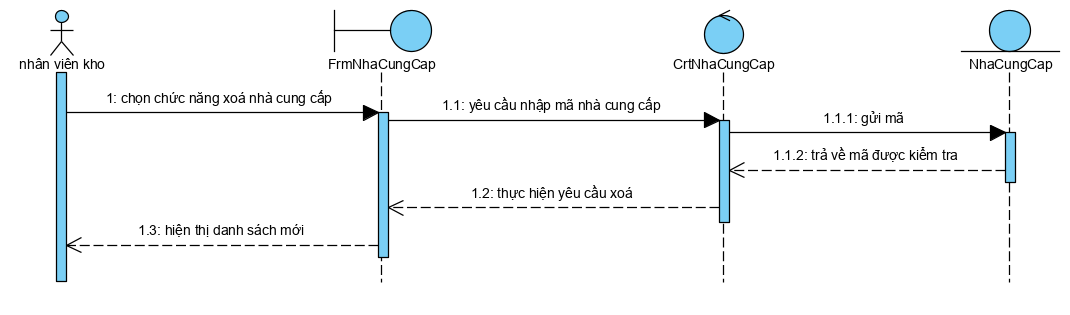 nhân viên kho
FrmNhaCungCap
CrtNhaCungCap
NhaCungCap
1: chọn chức năng xoá nhà cung cấp
1.1: yêu cầu nhập mã nhà cung cấp
1.1.1: gửi mã
1.1.2: trả về mã được kiểm tra
1.2: thực hiện yêu cầu xoá
1.3: hiện thị danh sách mới